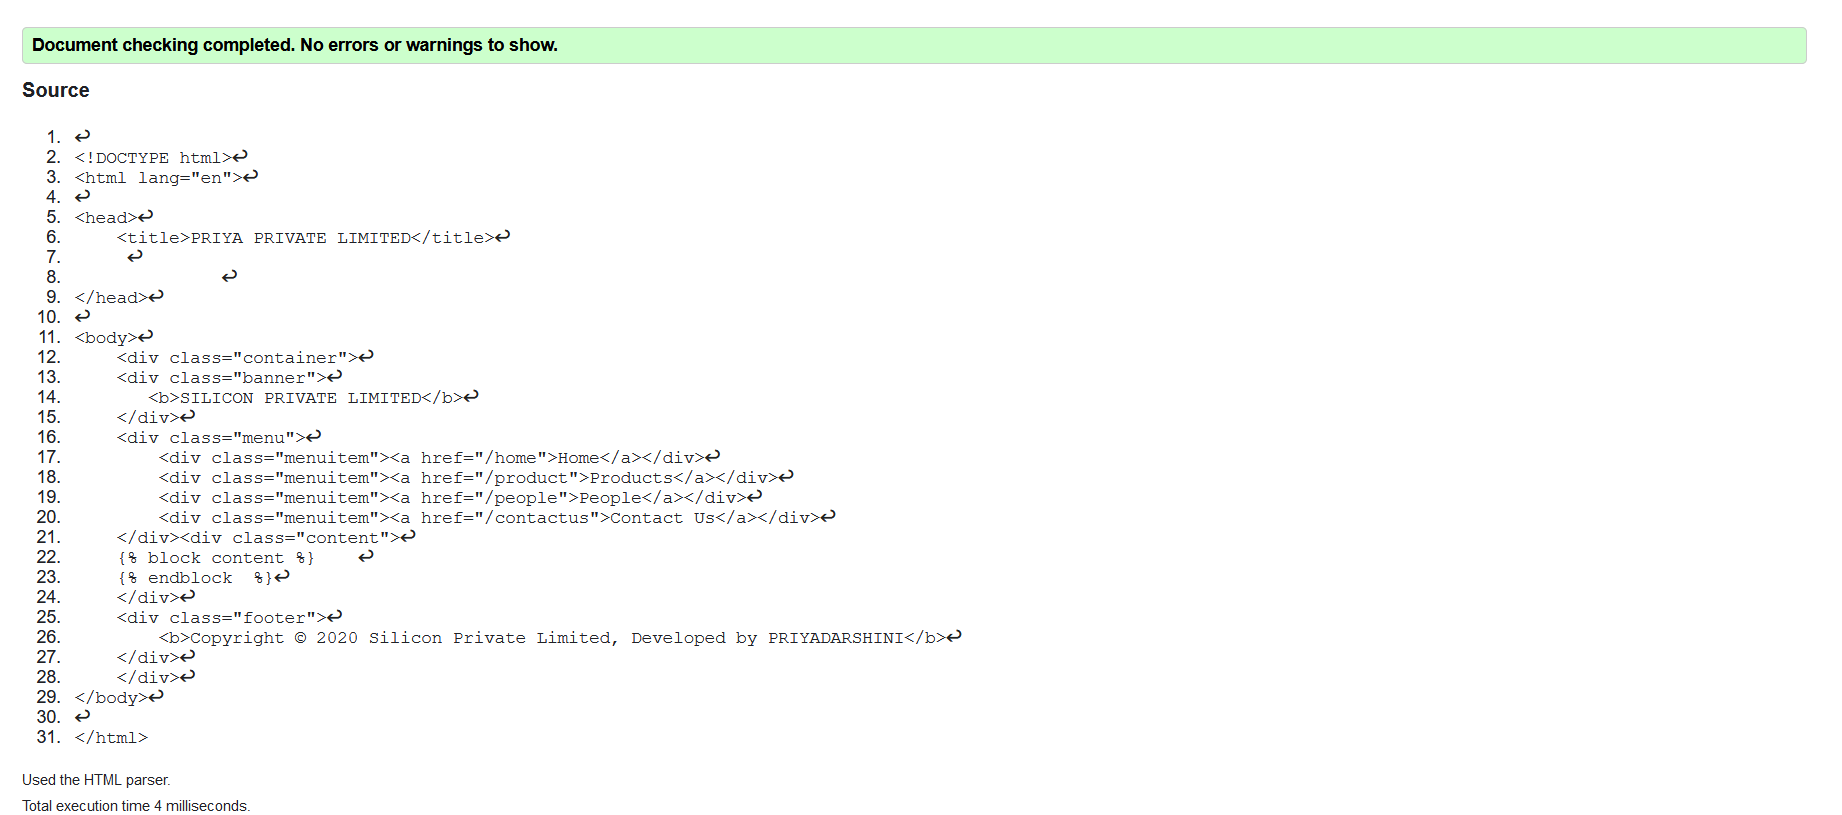 Document checking completed. No errors or warnings to show.
Source
1. ↩
2. <!DOCTYPE html>↩
3. <html lang="en">↩
4. ↩
5. <head>↩
6.     <title>PRIYA PRIVATE LIMITED</title>↩
7.      ↩
8.               ↩
9. </head>↩
10. ↩
11. <body>↩
12.     <div class="container">↩
13.     <div class="banner">↩
14.        <b>SILICON PRIVATE LIMITED</b>↩
15.     </div>↩
16.     <div class="menu">↩
17.         <div class="menuitem"><a href="/home">Home</a></div>↩
18.         <div class="menuitem"><a href="/product">Products</a></div>↩
19.         <div class="menuitem"><a href="/people">People</a></div>↩
20.         <div class="menuitem"><a href="/contactus">Contact Us</a></div>↩
21.     </div><div class="content">↩
22.     {% block content %}    ↩
23.     {% endblock  %}↩
24.     </div>↩
25.     <div class="footer">↩
26.         <b>Copyright © 2020 Silicon Private Limited, Developed by PRIYADARSHINI</b>↩
27.     </div>↩
28.     </div>↩
29. </body>↩
30. ↩
31. </html>
Used the HTML parser.
Total execution time 4 milliseconds.